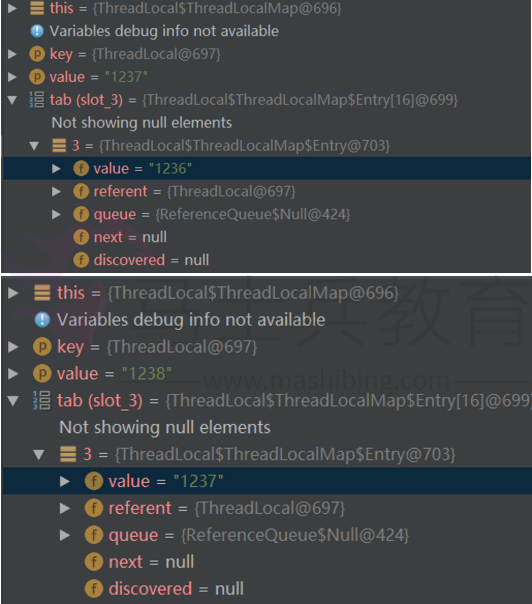 this = {ThreadLocal$ThreadLocalMap@696}
Variables debug info not available
key = {ThreadLocal@697}
value = "1237"
tab (slot_3) = {ThreadLocal$ThreadLocalMap$Entry[16]@699}
Not showing null elements
3 = {ThreadLocal$ThreadLocalMap$Entry@703}
value = "1236"
referent = {ThreadLocal@697}
queue = {ReferenceQueue$Null@424}
next = null
discovered = null
this = {ThreadLocal$ThreadLocalMap@696}
Variables debug info not available
key = {ThreadLocal@697}
value = "1238"
www.mashibing.com
tab (slot_3) = {ThreadLocal$ThreadLocalMap$Entry[16]@699
Not showing null elements
3 = {ThreadLocal$ThreadLocalMap$Entry@703}
value = "1237"
referent = {ThreadLocal@697}
queue = {ReferenceQueue$Null@424}
next = null
discovered = null